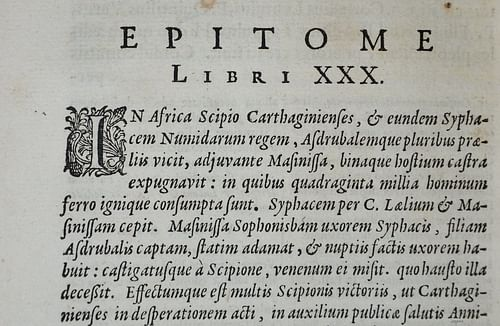 EPITOME
LIBRI XXX.
IN Africa Scipio Carthaginienſes, & eundem Sypha-
cem Numidarum regem, Aſdrubalemque pluribus præ-
liis vicit, adjuvante Maſiniſſa, binaque hoſtium caſtra
expugnavit: in quibus quadraginta millia hominum
ferro ignique conſumpta ſunt. Syphacem per C. Lælium & Ma-
ſiniſſam cepit. Maſiniſſa Sophonisbam uxorem Syphacis, filiam
Aſdrubalis captam, ſtatim adamat, & nuptiis factis uxorem ha-
buit: caſtigatuſque à Scipione, venenum ei miſit. quo hauſto illa
deceſſit. Effectumque eſt multis Scipionis victoriis, ut Carthagi-
nienſes in deſperationem acti, in auxilium publicæ ſalutis Anni-